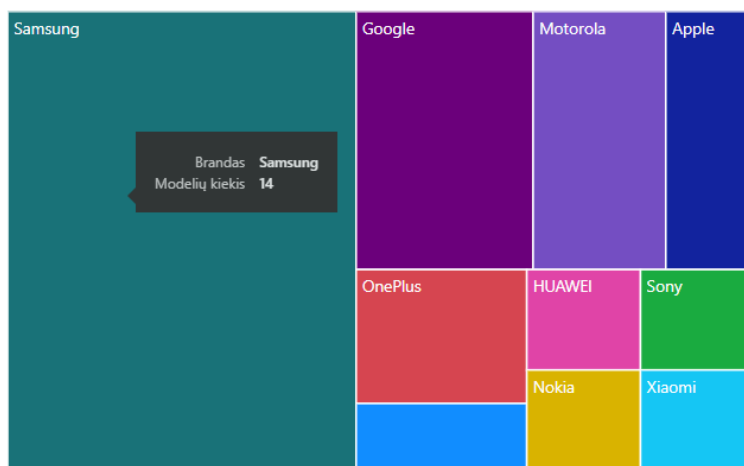 Samsung
Google
Motorola
Apple
Brandas Samsung
Modelių kiekis 14
OnePlus
HUAWEI
Sony
Nokia
Xiaomi